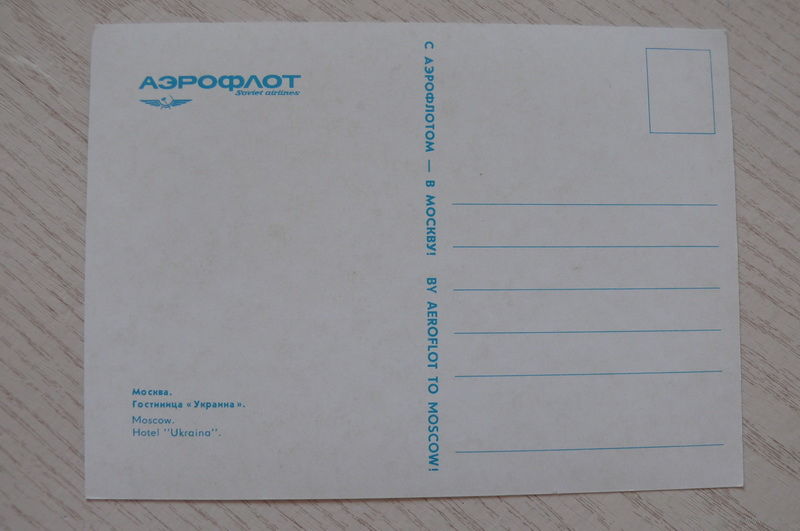 АЭРОФЛОТ
Soviet airlines
С АЭРОФЛОТОМ — В МОСКВУ! BY AEROFLOT TO MOSCOW!
Москва.
Гостиница «Украина».
Moscow.
Hotel "Ukraina".